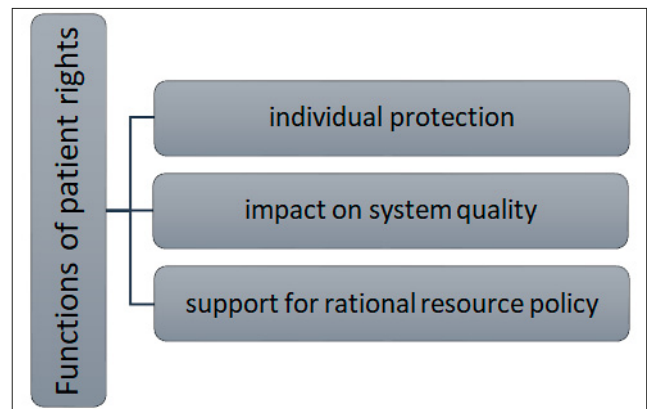 Functions of patient rights
individual protection
impact on system quality
support for rational resource policy